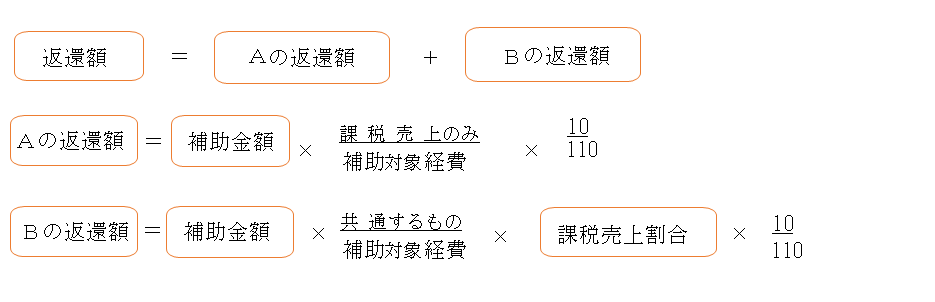 返還額 ＝ Ａの返還額 ＋ Ｂの返還額
Ａの返還額 ＝ 補助金額 × 課 税 売 上のみ × 10
補助対象経費 110
Ｂの返還額 ＝ 補助金額 × 共 通するもの × 課税売上割合 × 10
補助対象経費 110